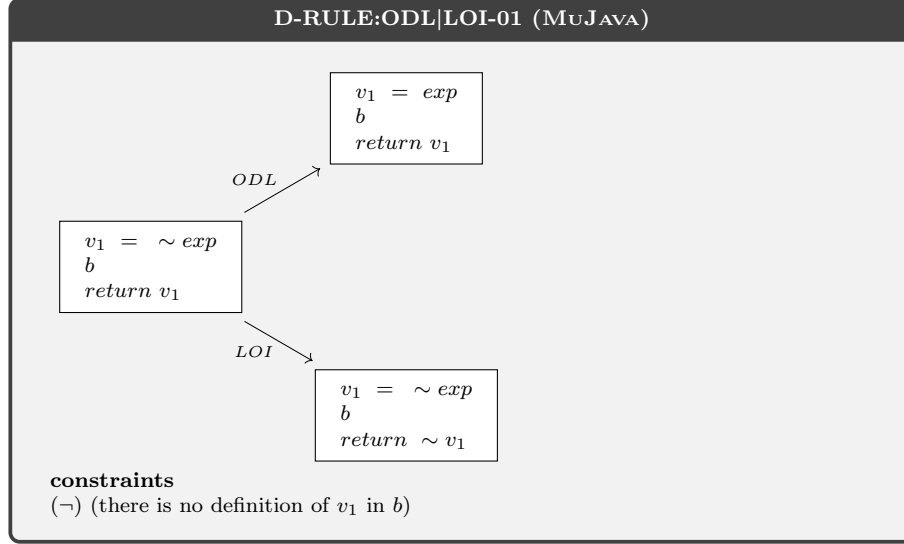 D-RULE:ODL|LOI-01 (MUJAVA)
v₁ = exp
b
return v₁
ODL
v₁ = ∼ exp
b
return v₁
LOI
v₁ = ∼ exp
b
return ∼ v₁
constraints
(¬) (there is no definition of v₁ in b)